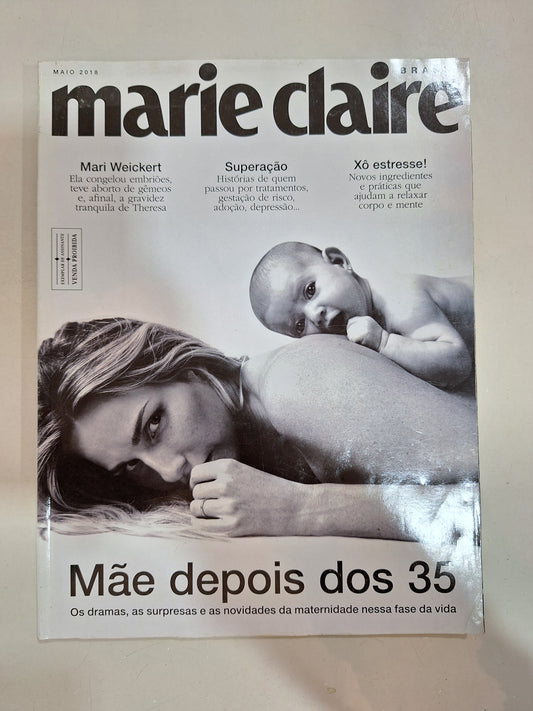 MAIO 2018
BRASIL
marie claire
Mari Weickert
Ela congelou embriões,
teve aborto de gêmeos
e, afinal, a gravidez
tranquila de Theresa
Superação
Histórias de quem
passou por tratamentos,
gestação de risco,
adoção, depressão...
Xô estresse!
Novos ingredientes
e práticas que
ajudam a relaxar
corpo e mente
EXEMPLAR DE ASSINANTE
VENDA PROIBIDA
Mãe depois dos 35
Os dramas, as surpresas e as novidades da maternidade nessa fase da vida